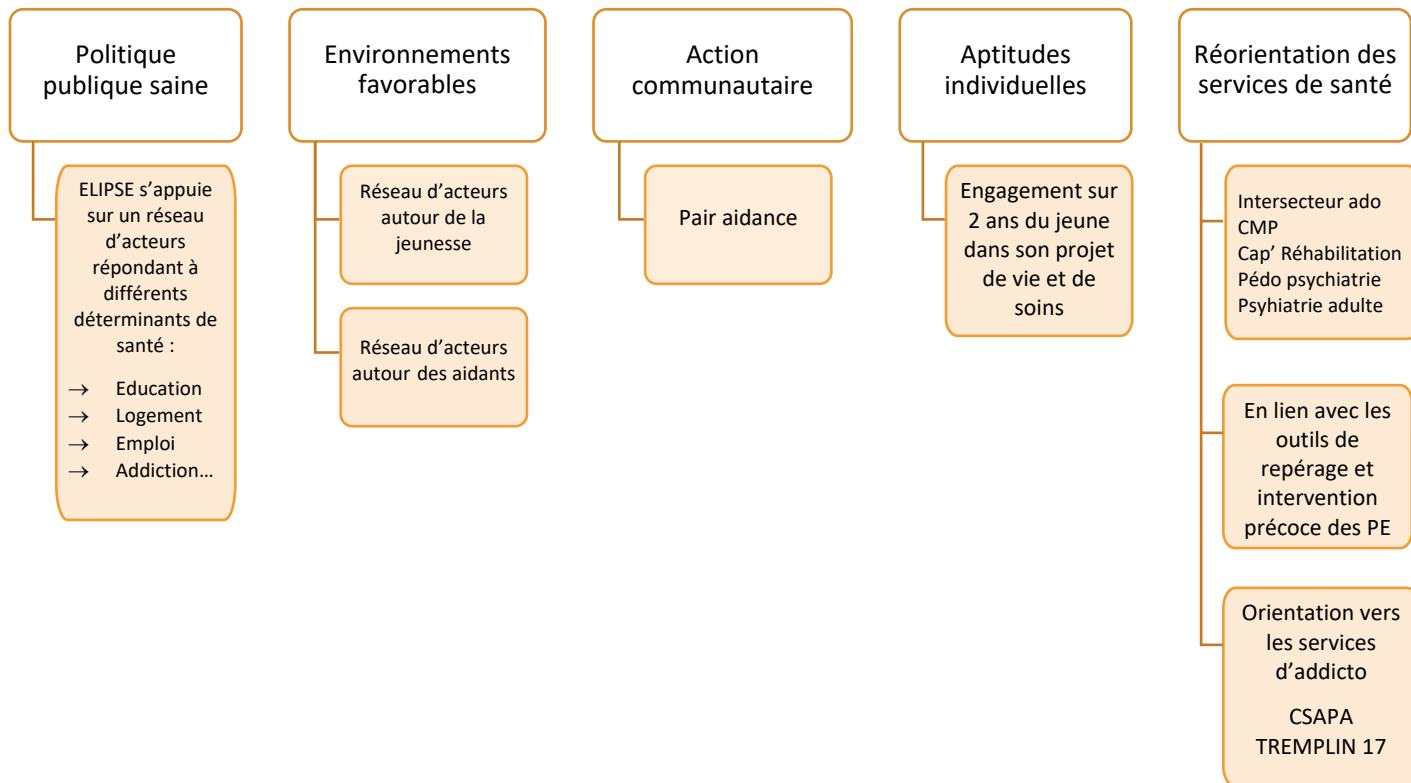 Politique
publique saine
ELIPSE s’appuie
sur un réseau
d’acteurs
répondant à
différents
déterminants de
santé :
→ Education
→ Logement
→ Emploi
→ Addiction…
Environnements
favorables
Réseau d’acteurs
autour de la
jeunesse
Réseau d’acteurs
autour des aidants
Action
communautaire
Pair aidance
Aptitudes
individuelles
Engagement sur
2 ans du jeune
dans son projet
de vie et de
soins
Réorientation des
services de santé
Intersecteur ado
CMP
Cap’ Réhabilitation
Pédo psychiatrie
Psyhiatrie adulte
En lien avec les
outils de
repérage et
intervention
précoce des PE
Orientation vers
les services
d’addicto
CSAPA
TREMPLIN 17